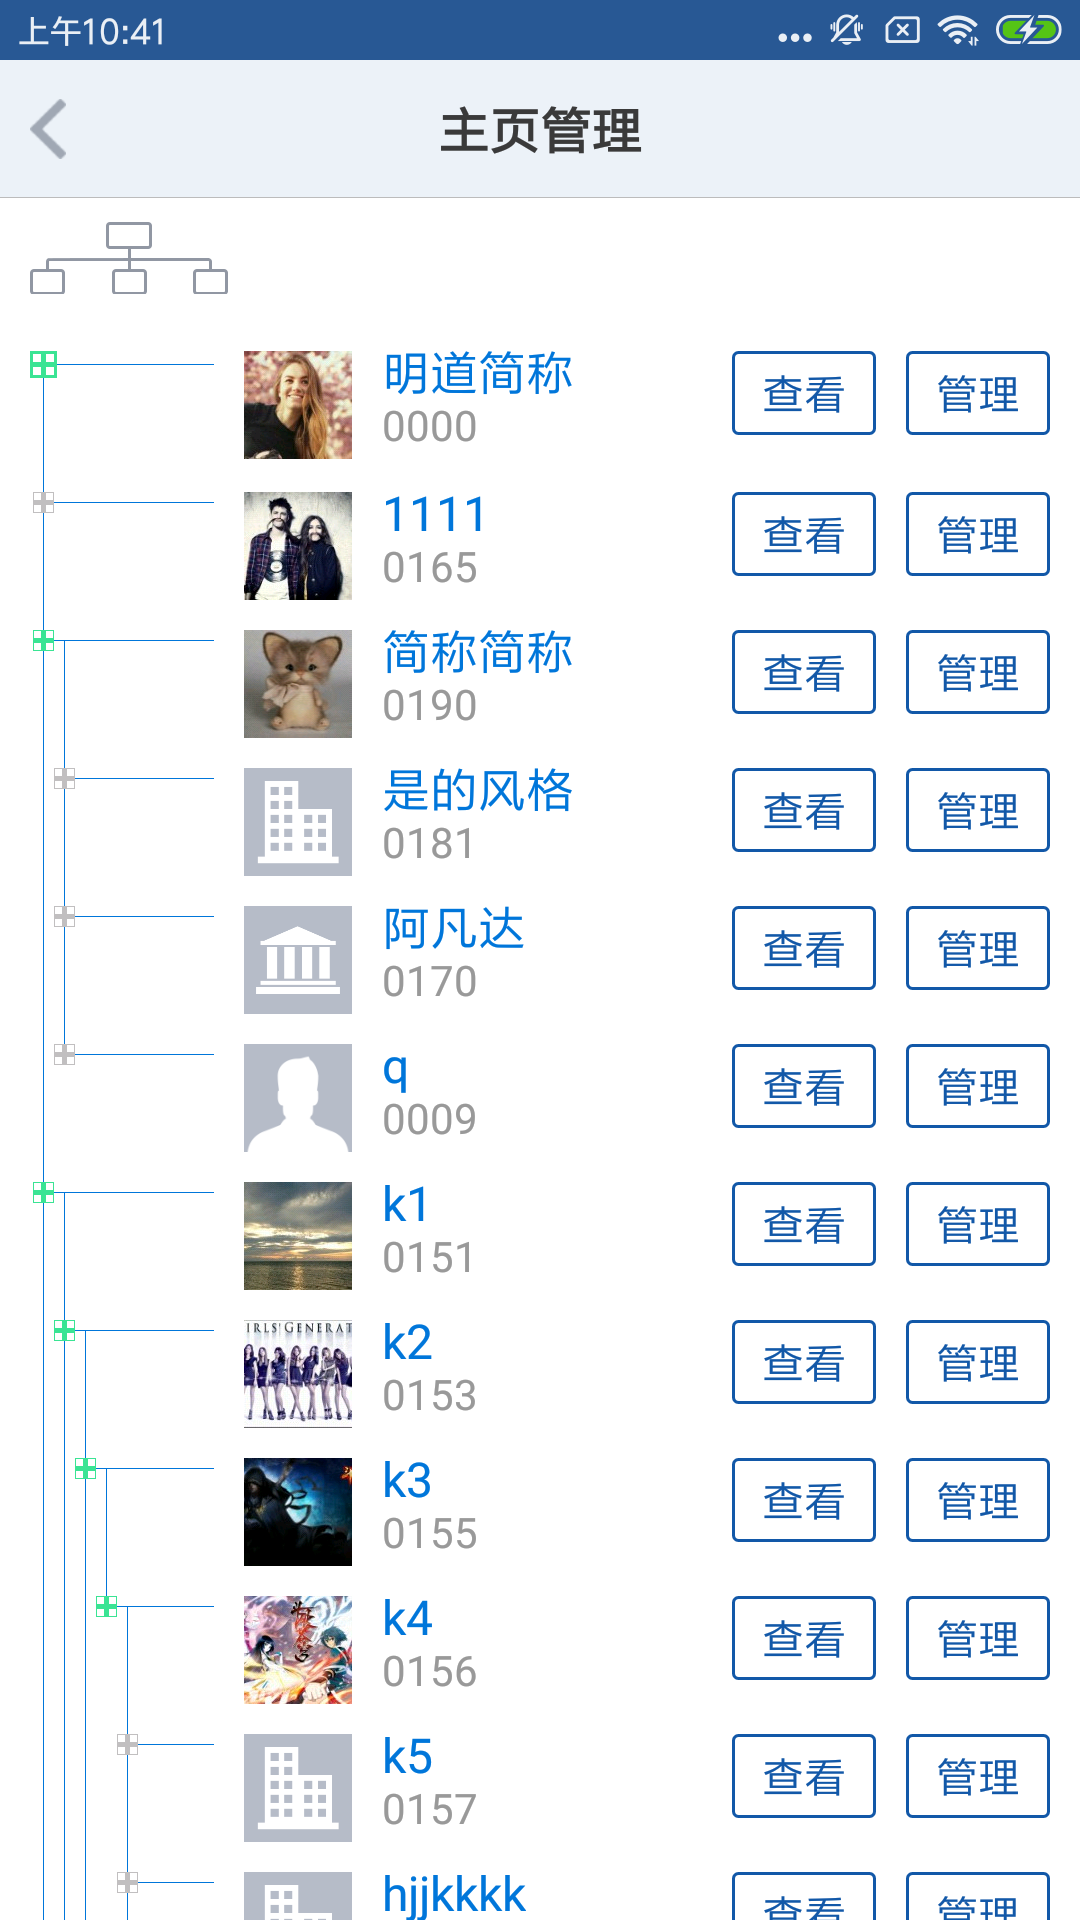 上午10:41
主页管理
明道简称
0000
查看
管理
1111
0165
查看
管理
简称简称
0190
查看
管理
是的风格
0181
查看
管理
阿凡达
0170
查看
管理
q
0009
查看
管理
k1
0151
查看
管理
IRLS'GENERAT
k2
0153
查看
管理
k3
0155
查看
管理
k4
0156
查看
管理
k5
0157
查看
管理
hjjkkkk
查看
管理